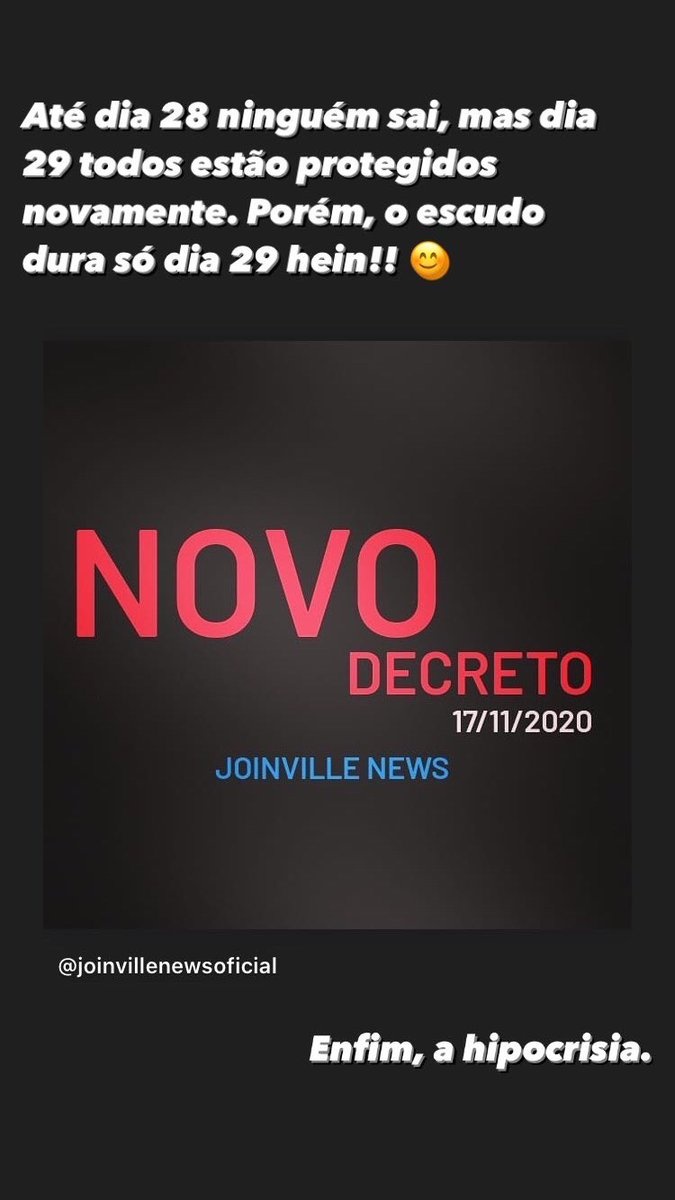 Até dia 28 ninguém sai, mas dia
29 todos estão protegidos
novamente. Porém, o escudo
dura só dia 29 hein!! 😊
NOVO
DECRETO
17/11/2020
JOINVILLE NEWS
@joinvillenewsoficial
Enfim, a hipocrisia.